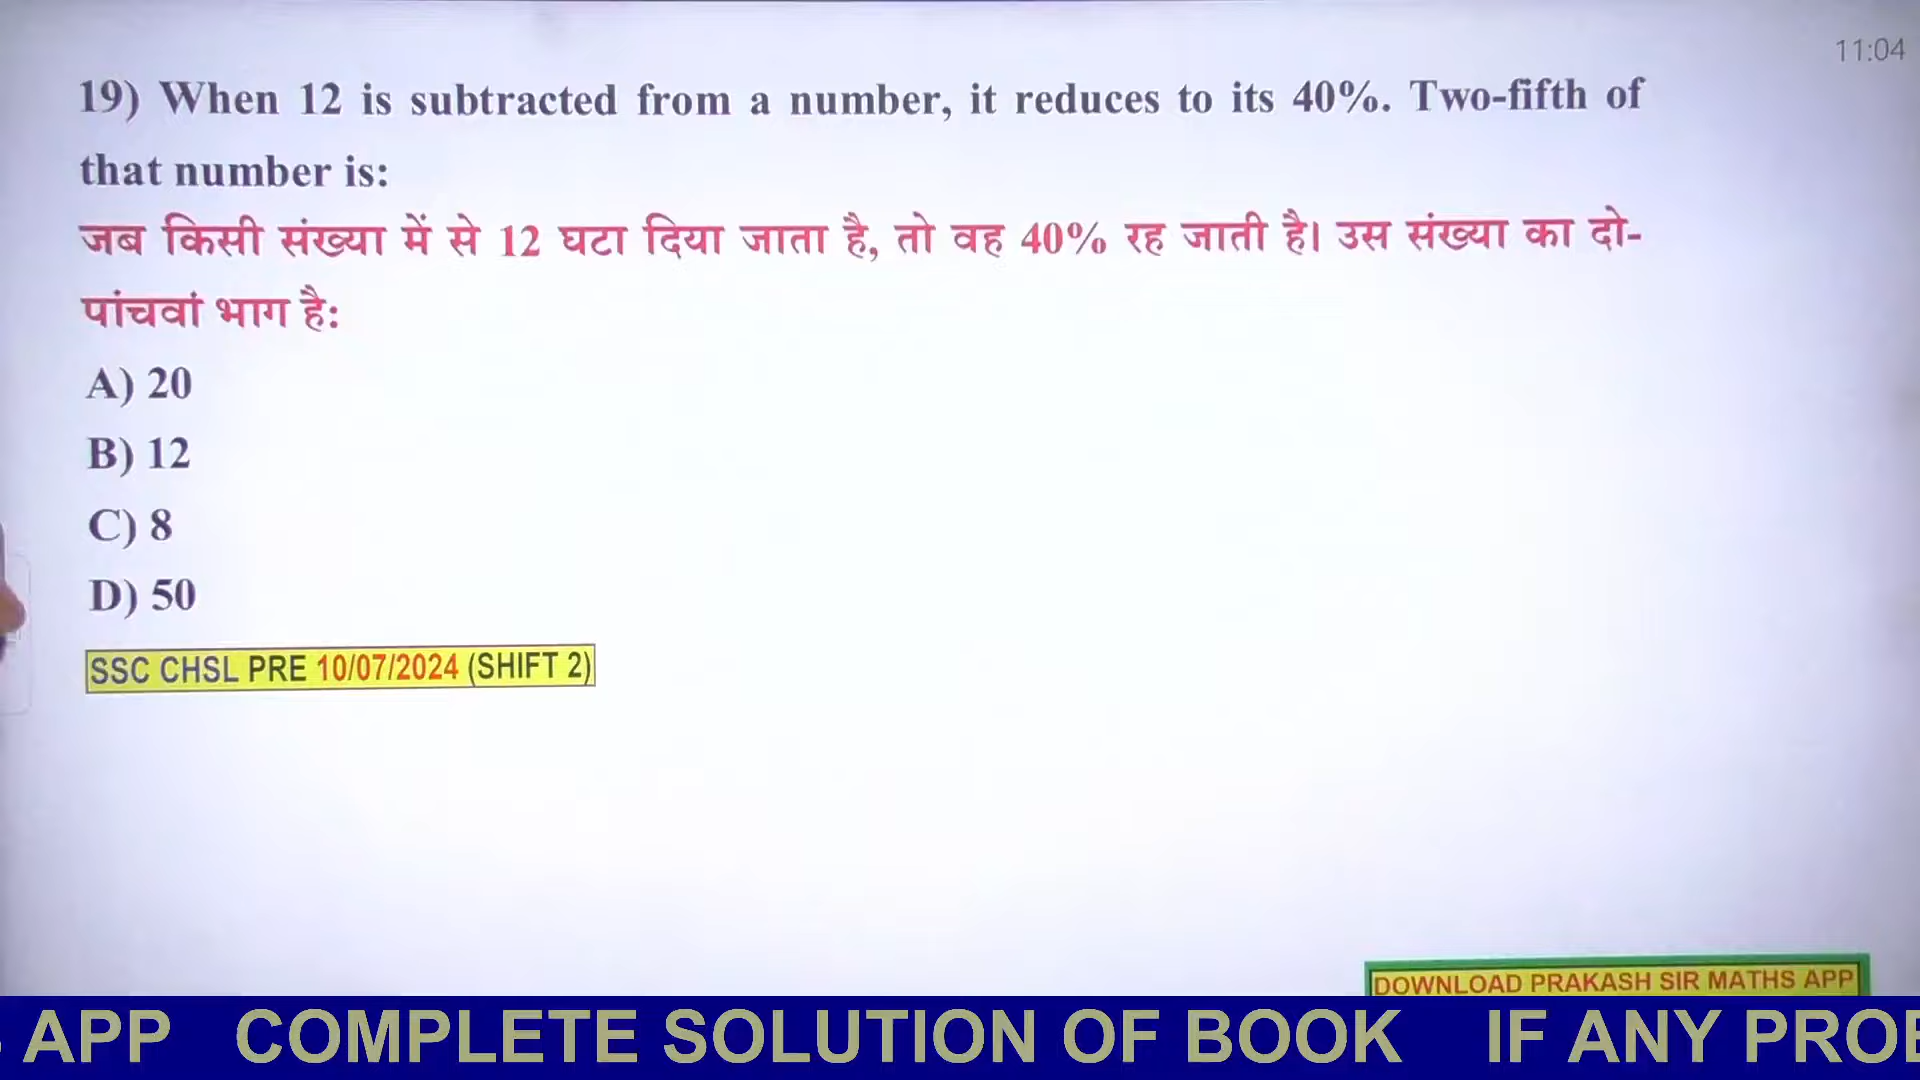 11:04
19) When 12 is subtracted from a number, it reduces to its 40%. Two-fifth of
that number is:
जब किसी संख्या में से 12 घटा दिया जाता है, तो वह 40% रह जाती है। उस संख्या का दो-
पांचवां भाग है:
A) 20
B) 12
C) 8
D) 50
SSC CHSL PRE 10/07/2024 (SHIFT 2)
DOWNLOAD PRAKASH SIR MATHS APP
APP COMPLETE SOLUTION OF BOOK IF ANY